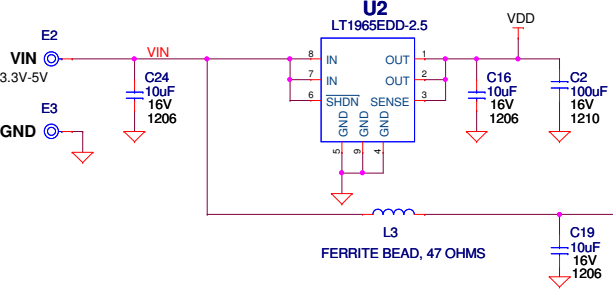 U2
LT1965EDD-2.5
VDD
E2
VIN
VIN
3.3V-5V
8
IN
OUT
1
7
IN
OUT
2
6
SHDN
SENSE
3
GND
GND
GND
5
9
4
C24
10uF
16V
1206
C16
10uF
16V
1206
C2
100uF
16V
1210
E3
GND
L3
FERRITE BEAD, 47 OHMS
C19
10uF
16V
1206